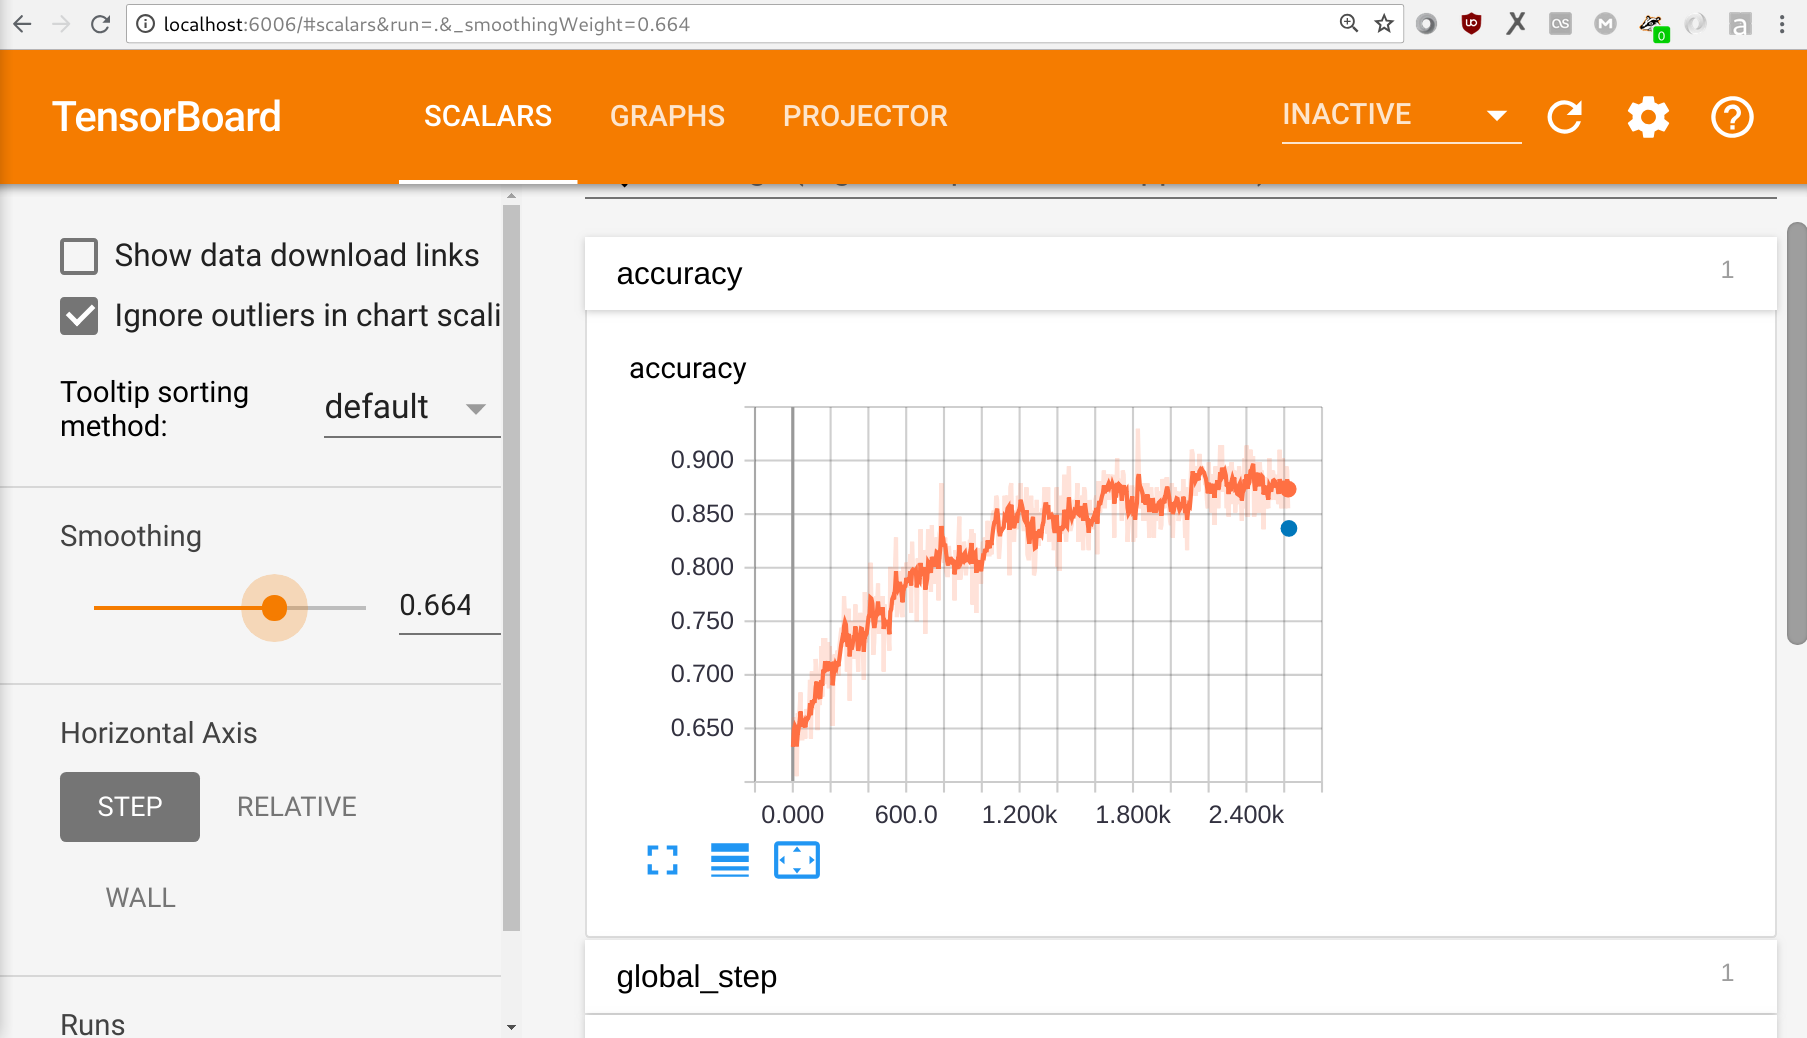 localhost:6006/#scalars&run=.&_smoothingWeight=0.664
0
TensorBoard
SCALARS
GRAPHS
PROJECTOR
INACTIVE
Show data download links
Ignore outliers in chart scali
Tooltip sorting
method:
default
Smoothing
0.664
Horizontal Axis
STEP
RELATIVE
WALL
Runs
accuracy
1
accuracy
0.900
0.850
0.800
0.750
0.700
0.650
0.000 600.0 1.200k 1.800k 2.400k
global_step
1